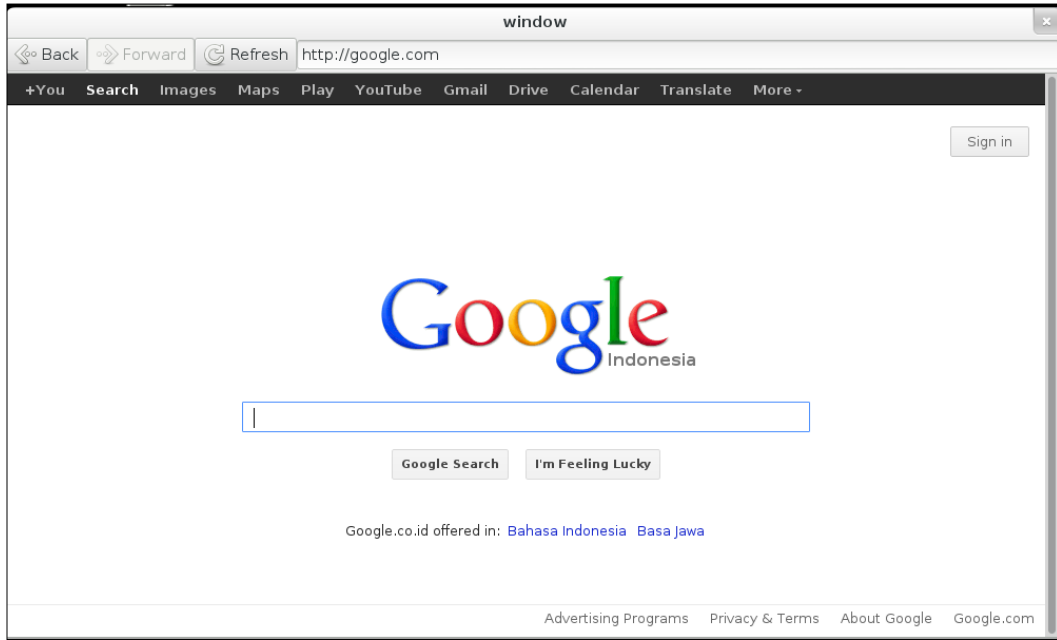 window
Back Forward Refresh http://google.com
+You Search Images Maps Play YouTube Gmail Drive Calendar Translate More
Sign in
Google
Indonesia
Google Search I'm Feeling Lucky
Google.co.id offered in: Bahasa Indonesia Basa Jawa
Advertising Programs Privacy & Terms About Google Google.com